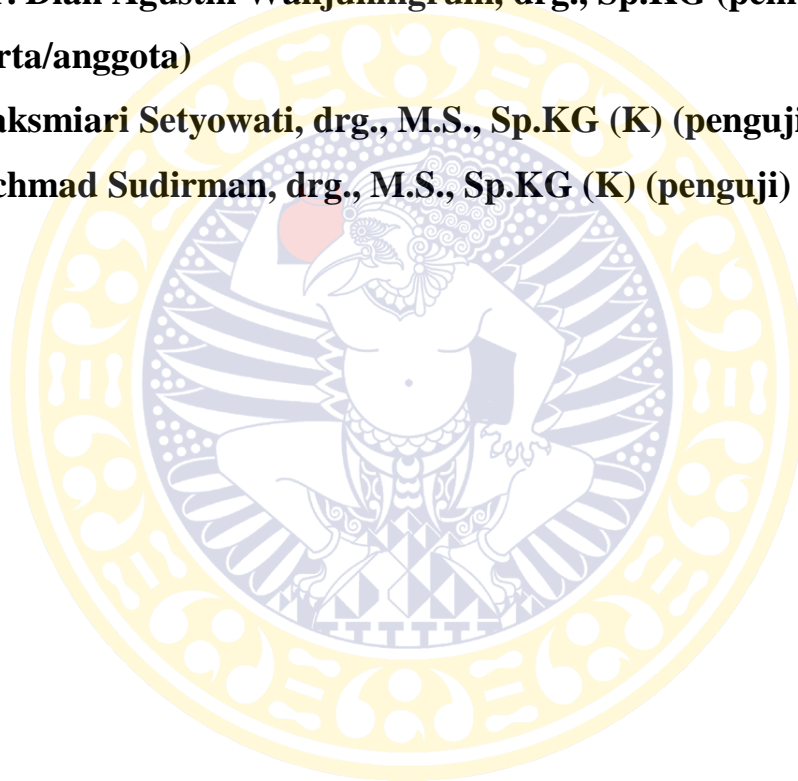 r. Dian Agustin Wahjuningrum, drg., Sp.KG (pem
rta/anggota)
aksmiari Setyowati, drg., M.S., Sp.KG (K) (penguji
chmad Sudirman, drg., M.S., Sp.KG (K) (penguji)